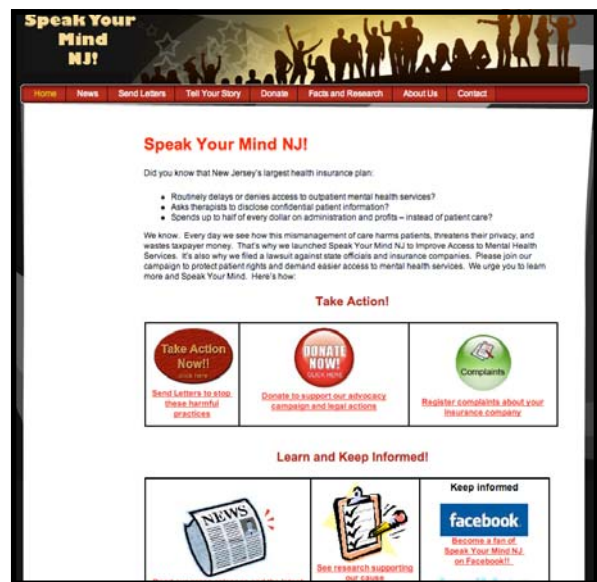 Speak Your
Mind
NJ!
Home News Send Letters Tell Your Story Donate Facts and Research About Us Contact
Speak Your Mind NJ!
Did you know that New Jersey's largest health insurance plan:
Routinely delays or denies access to outpatient mental health services?
Asks therapists to disclose confidential patient information?
Spends up to half of every dollar on administration and profits – instead of patient care?
We know. Every day we see how this mismanagement of care harms patients, threatens their privacy, and
wastes taxpayer money. That's why we launched Speak Your Mind NJ to Improve Access to Mental Health
Services. It's also why we filed a lawsuit against state officials and insurance companies. Please join our
campaign to protect patient rights and demand easier access to mental health services. We urge you to learn
more and Speak Your Mind. Here's how:
Take Action!
Take Action
Now!!
click here
Send Letters to stop
these harmful
practices
DONATE
NOW!
CLICK HERE
Donate to support our advocacy
campaign and legal actions
Complaints
Register complaints about your
insurance company
Learn and Keep Informed!
NEWS
See research supporting
our cause
Keep informed
facebook
Become a fan of
Speak Your Mind NJ
on Facebook!!